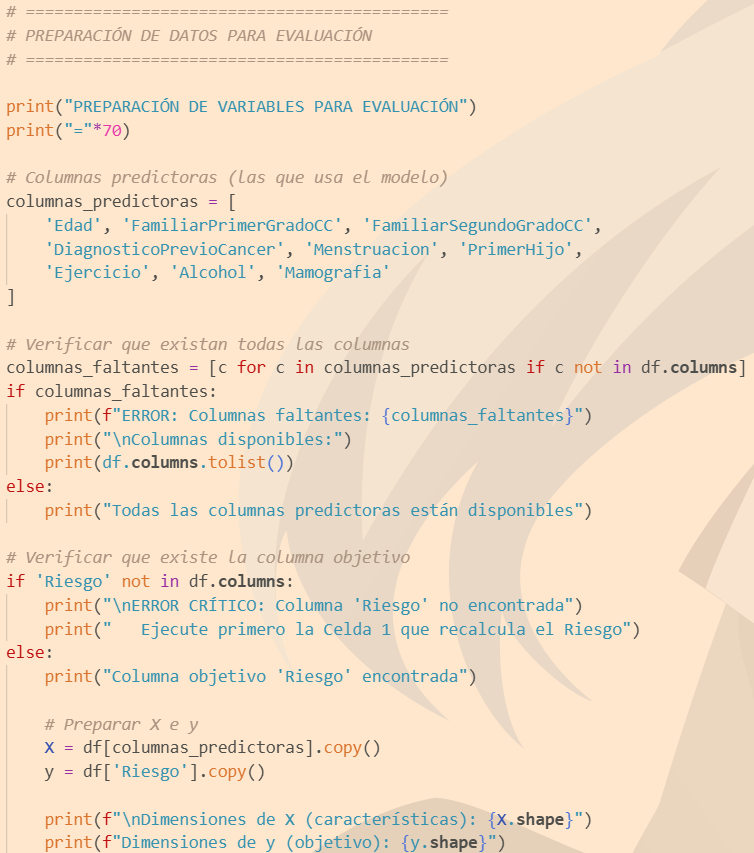 # ============================================
# PREPARACIÓN DE DATOS PARA EVALUACIÓN
# ============================================

print("PREPARACIÓN DE VARIABLES PARA EVALUACIÓN")
print("="*70)

# Columnas predictoras (las que usa el modelo)
columnas_predictoras = [
    'Edad', 'FamiliarPrimerGradoCC', 'FamiliarSegundoGradoCC',
    'DiagnosticoPrevioCancer', 'Menstruacion', 'PrimerHijo',
    'Ejercicio', 'Alcohol', 'Mamografia'
]

# Verificar que existan todas las columnas
columnas_faltantes = [c for c in columnas_predictoras if c not in df.columns]
if columnas_faltantes:
    print(f"ERROR: Columnas faltantes: {columnas_faltantes}")
    print("\nColumnas disponibles:")
    print(df.columns.tolist())
else:
    print("Todas las columnas predictoras están disponibles")

# Verificar que existe la columna objetivo
if 'Riesgo' not in df.columns:
    print("\nERROR CRÍTICO: Columna 'Riesgo' no encontrada")
    print("   Ejecute primero la Celda 1 que recalcula el Riesgo")
else:
    print("Columna objetivo 'Riesgo' encontrada")

    # Preparar X e y
    X = df[columnas_predictoras].copy()
    y = df['Riesgo'].copy()

    print(f"\nDimensiones de X (características): {X.shape}")
    print(f"Dimensiones de y (objetivo): {y.shape}")